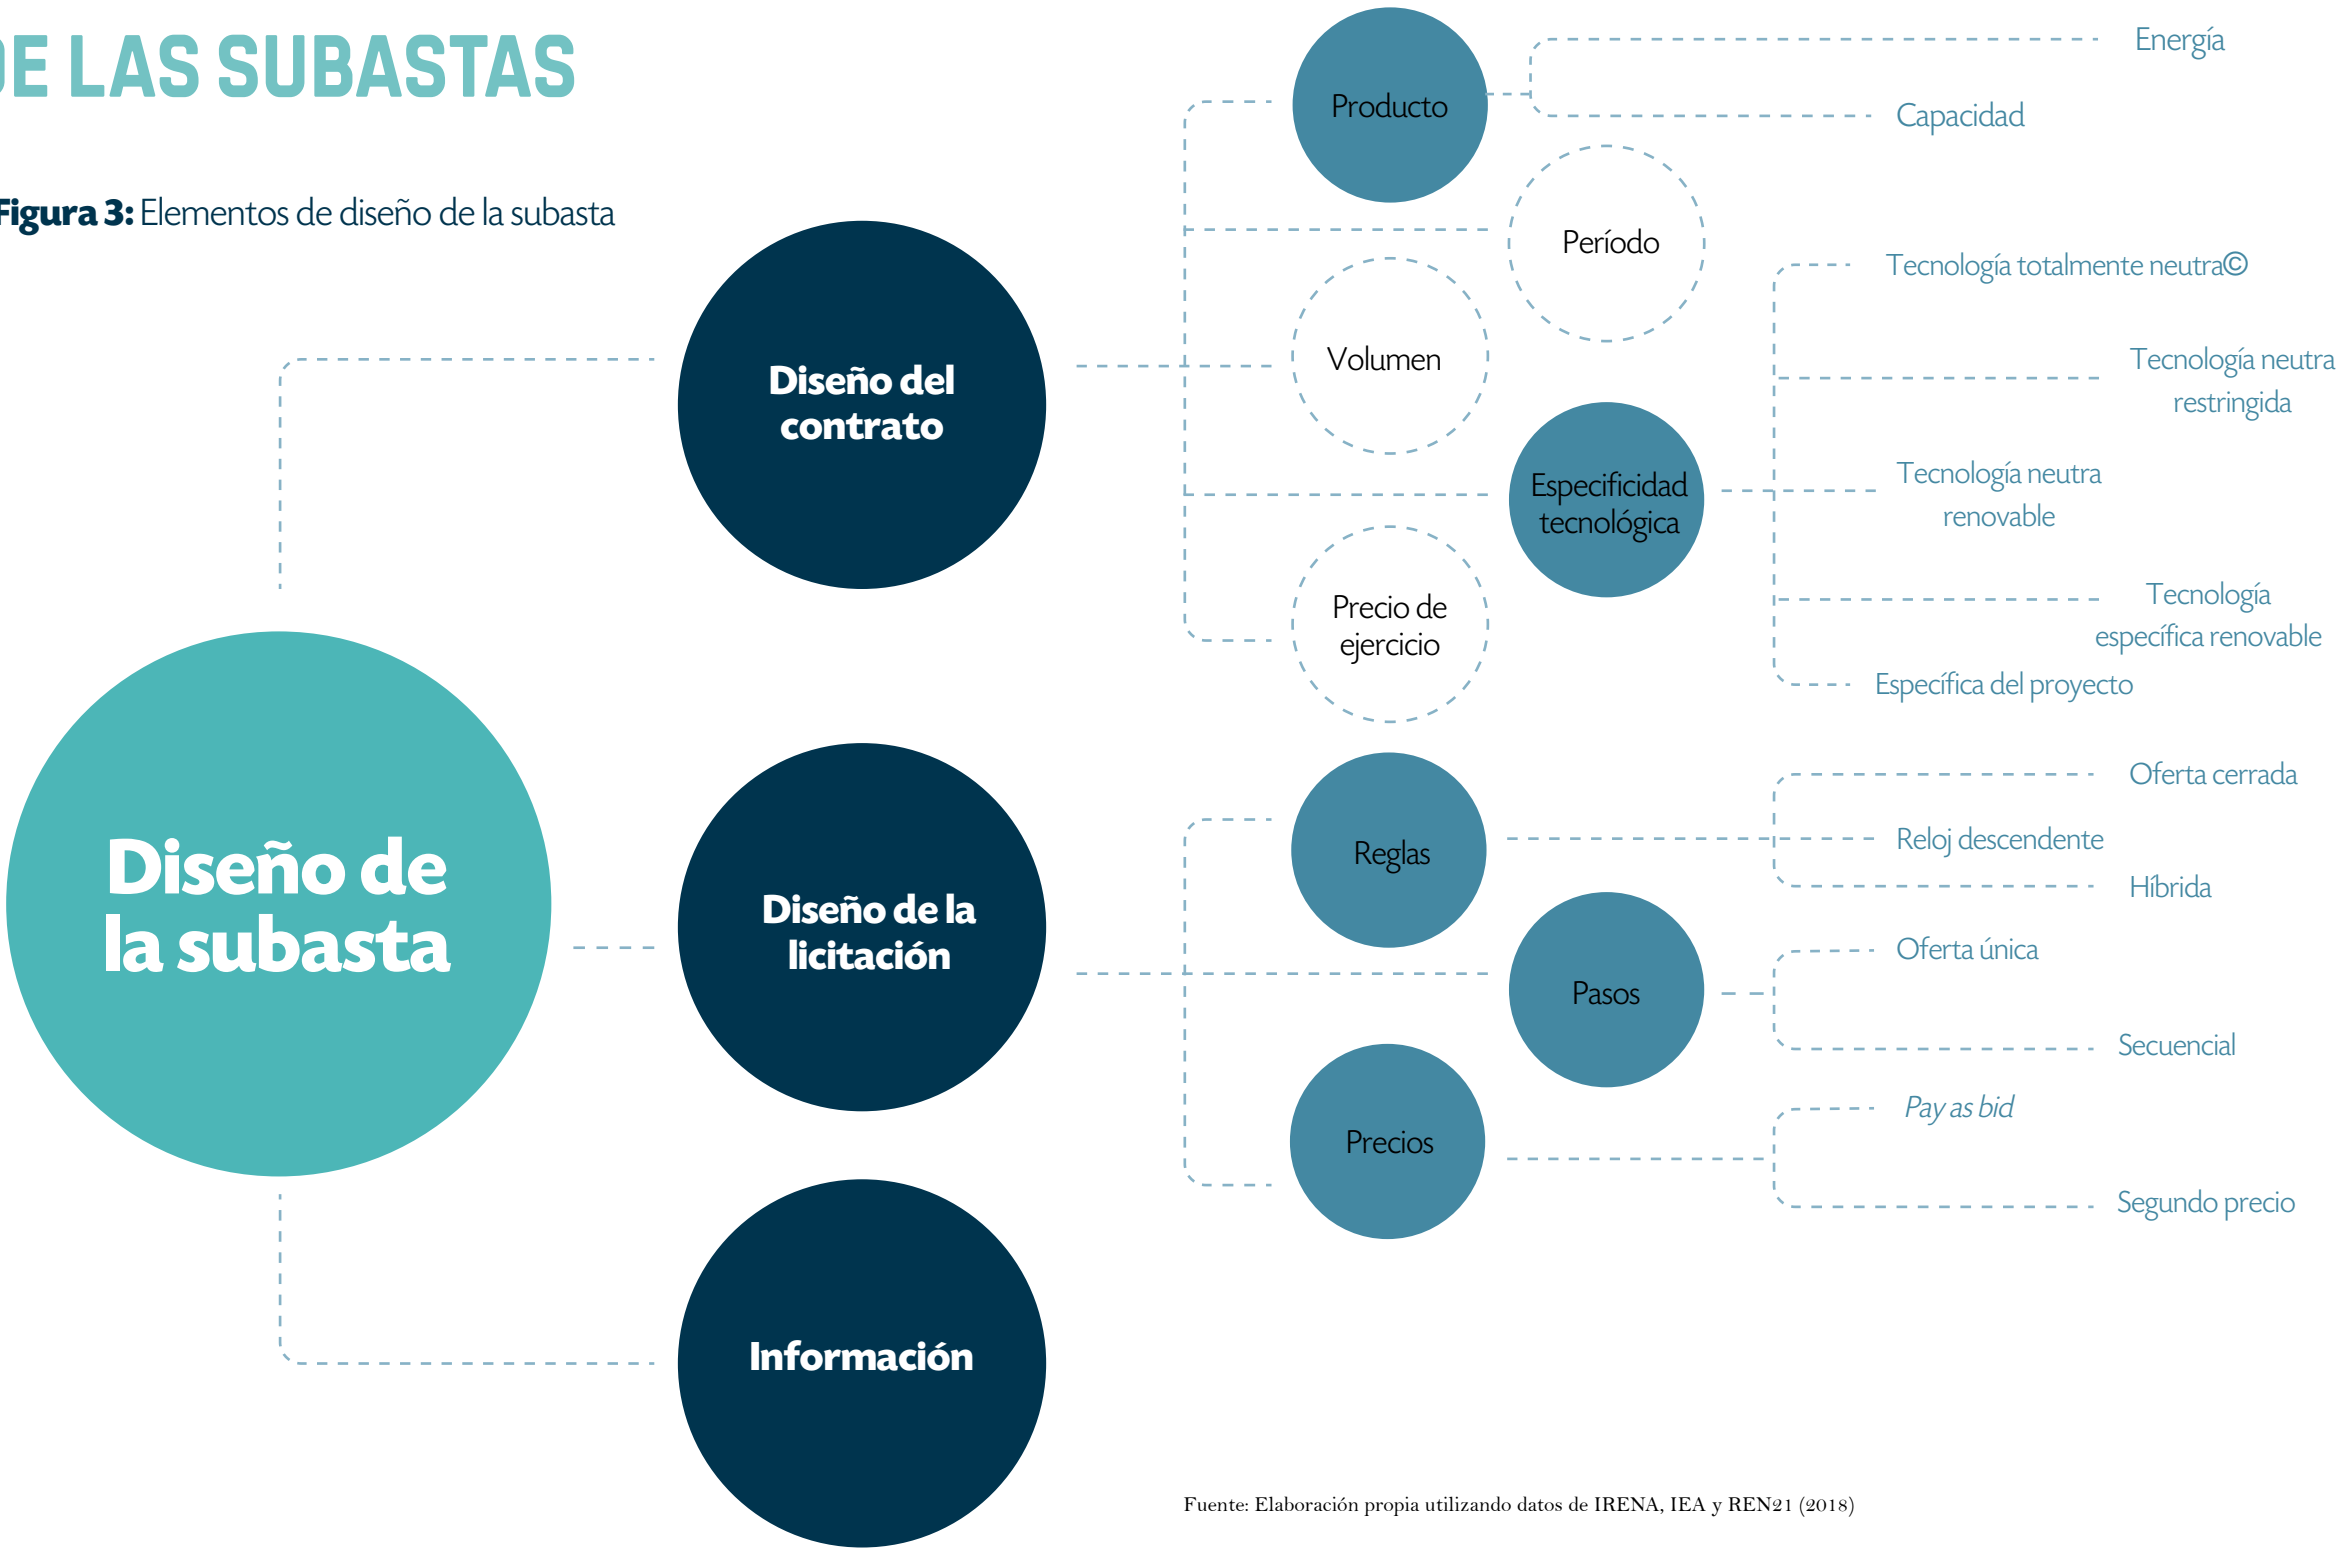 DE LAS SUBASTAS
Figura 3: Elementos de diseño de la subasta
Diseño de
la subasta
Diseño del
contrato
Producto
Energía
Capacidad
Período
Volumen
Especificidad
tecnológica
Tecnología totalmente neutra©
Tecnología neutra
restringida
Tecnología neutra
renovable
Tecnología
específica renovable
Específica del proyecto
Precio de
ejercicio
Diseño de la
licitación
Reglas
Oferta cerrada
Reloj descendente
Híbrida
Pasos
Oferta única
Secuencial
Precios
Pay as bid
Segundo precio
Información
Fuente: Elaboración propia utilizando datos de IRENA, IEA y REN21 (2018)